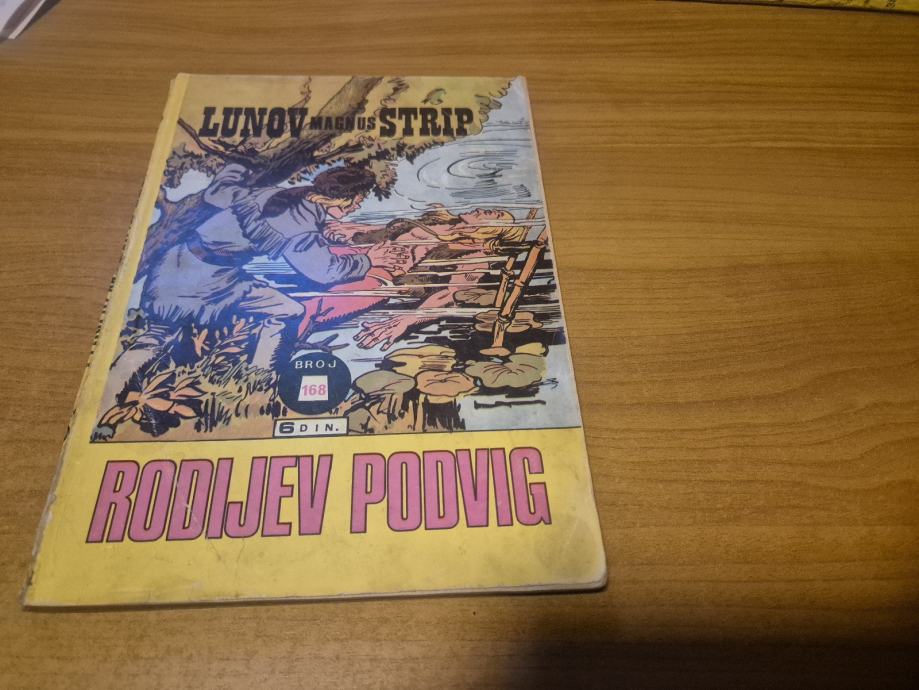 LUNOV MAGNUS STRIP
BROJ
168
6 DIN.
RODIJEV PODVIG